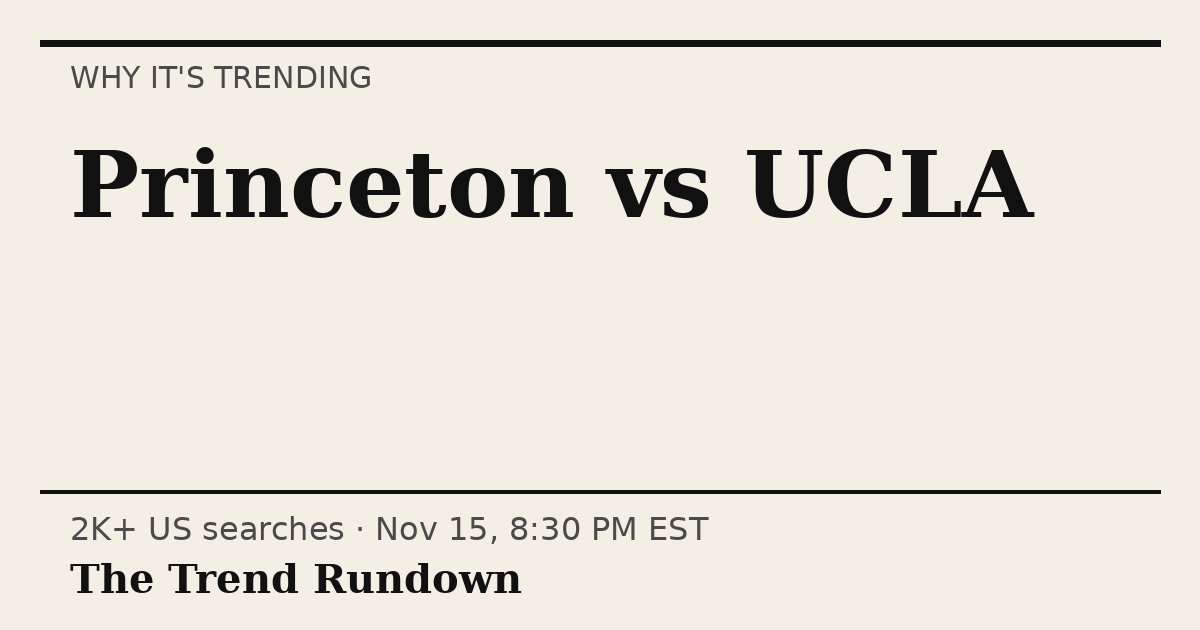 WHY IT'S TRENDING
Princeton vs UCLA
2K+ US searches · Nov 15, 8:30 PM EST
The Trend Rundown